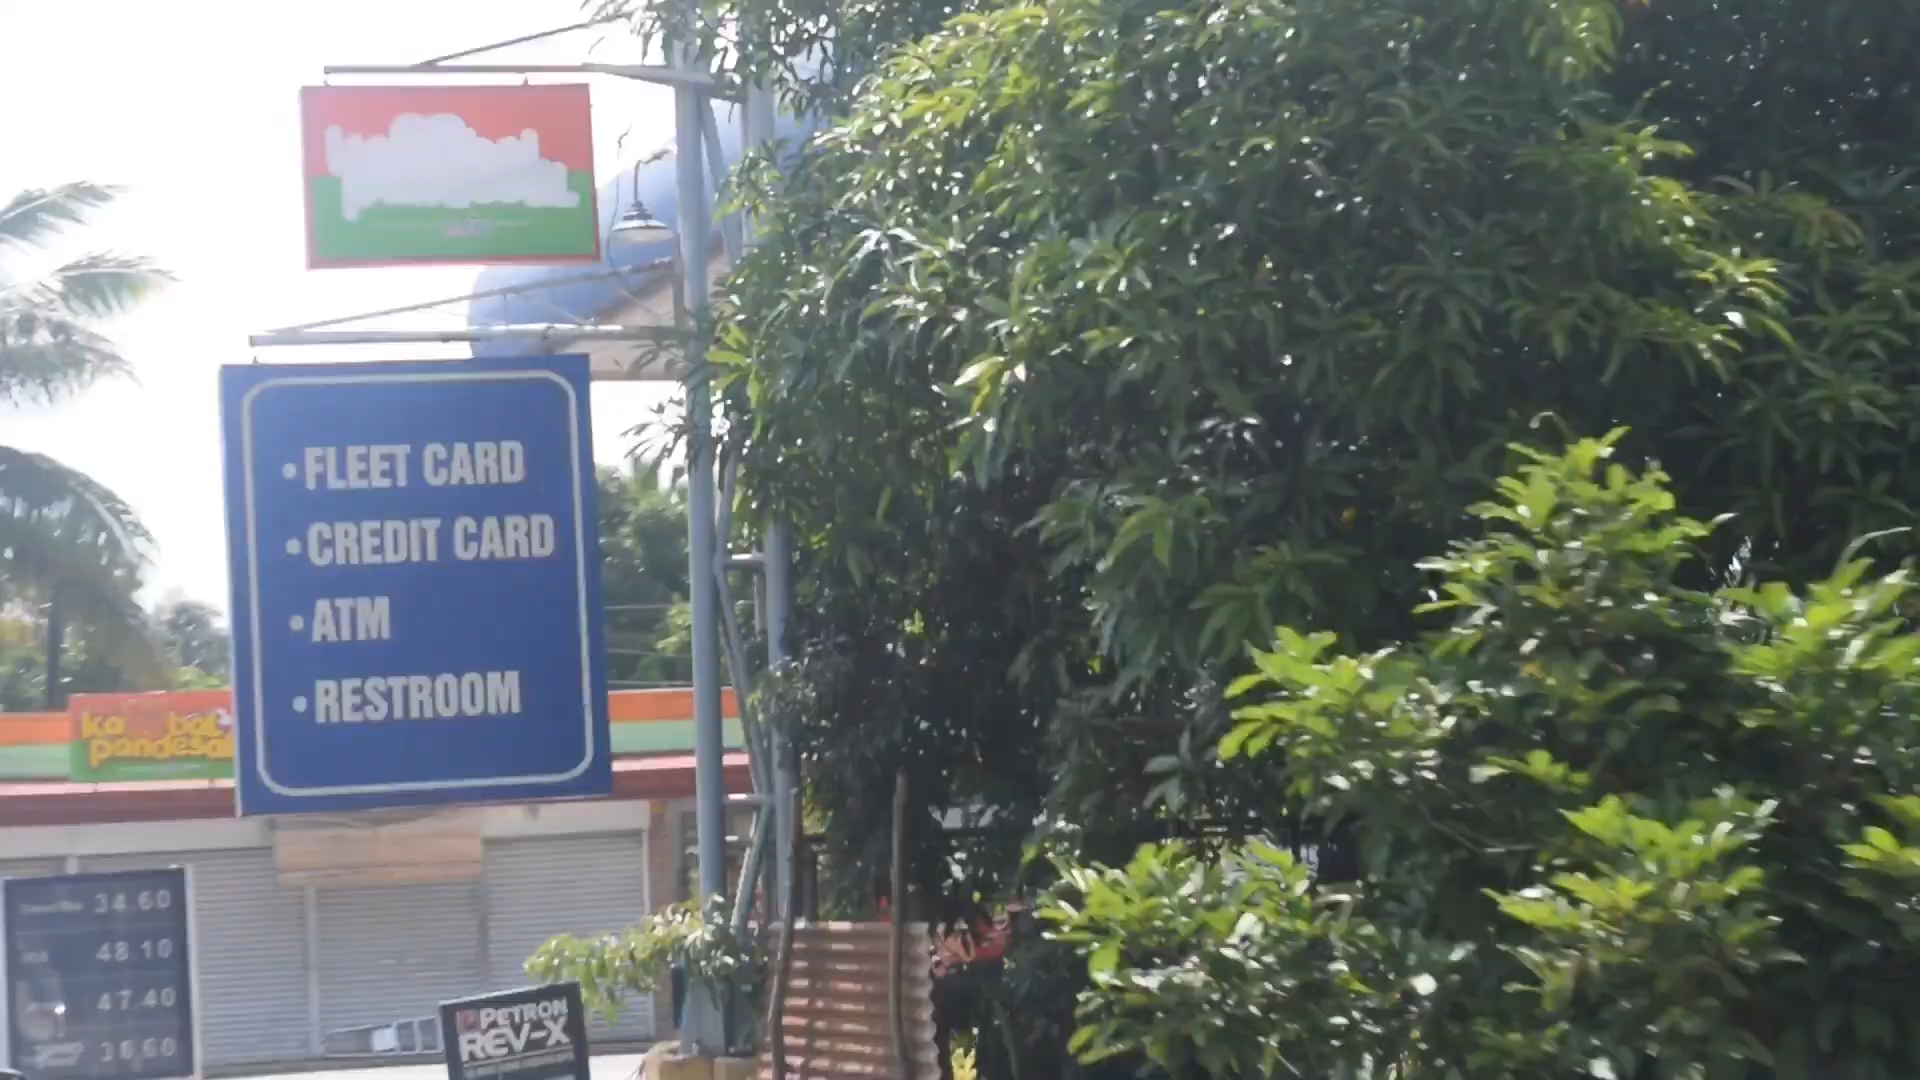 • FLEET CARD
• CREDIT CARD
• ATM
• RESTROOM
pandesal
34.60
48.10
47.40
36.60
PETRON
REV-X